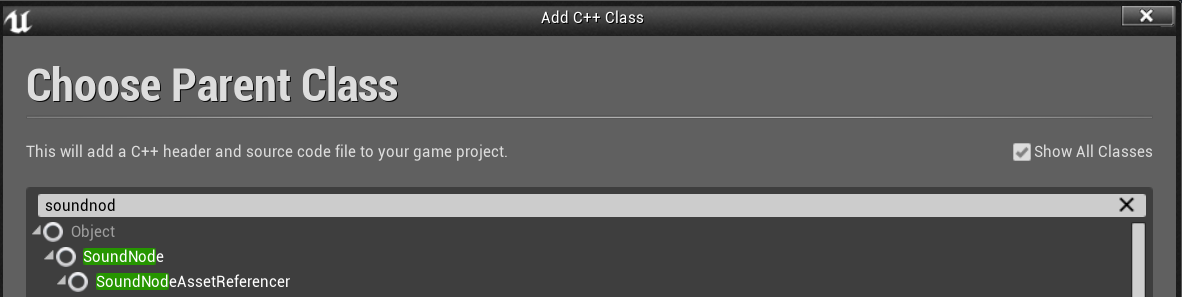 Add C++ Class
Choose Parent Class
This will add a C++ header and source code file to your game project.
Show All Classes
soundnod
Object
SoundNode
SoundNodeAssetReferencer